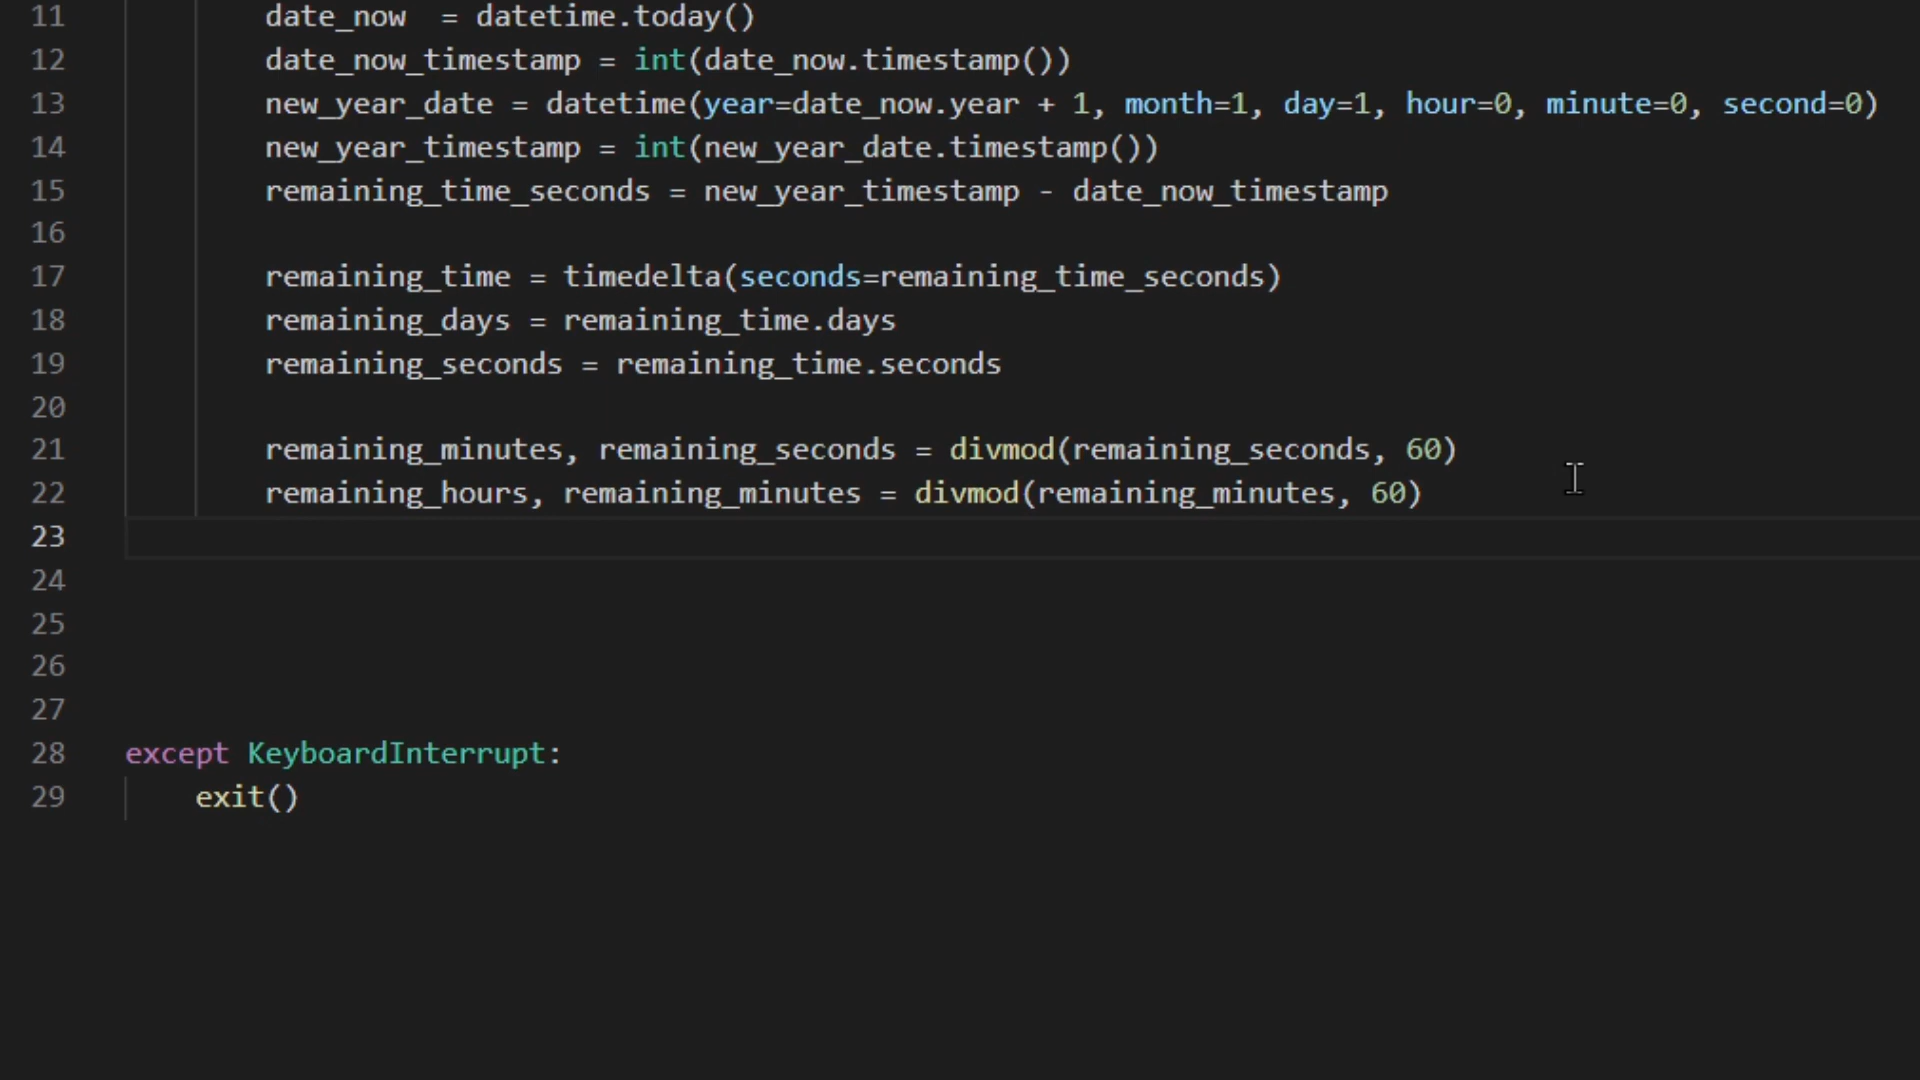 11 date_now  = datetime.today()
12 date_now_timestamp = int(date_now.timestamp())
13 new_year_date = datetime(year=date_now.year + 1, month=1, day=1, hour=0, minute=0, second=0)
14 new_year_timestamp = int(new_year_date.timestamp())
15 remaining_time_seconds = new_year_timestamp - date_now_timestamp
16
17 remaining_time = timedelta(seconds=remaining_time_seconds)
18 remaining_days = remaining_time.days
19 remaining_seconds = remaining_time.seconds
20
21 remaining_minutes, remaining_seconds = divmod(remaining_seconds, 60)
22 remaining_hours, remaining_minutes = divmod(remaining_minutes, 60)
23
24
25
26
27
28 except KeyboardInterrupt:
29 exit()